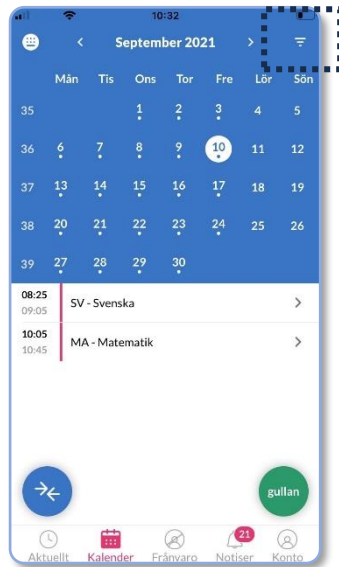 10:32
September 2021
Mån Tis Ons Tor Fre Lör Sön
35 1 2 3 4 5
36 6 7 8 9 10 11 12
37 13 14 15 16 17 18 19
38 20 21 22 23 24 25 26
39 27 28 29 30
08:25 SV - Svenska
09:05
10:05 MA - Matematik
10:45
gullan
21
Aktuellt Kalender Frånvaro Notiser Konto